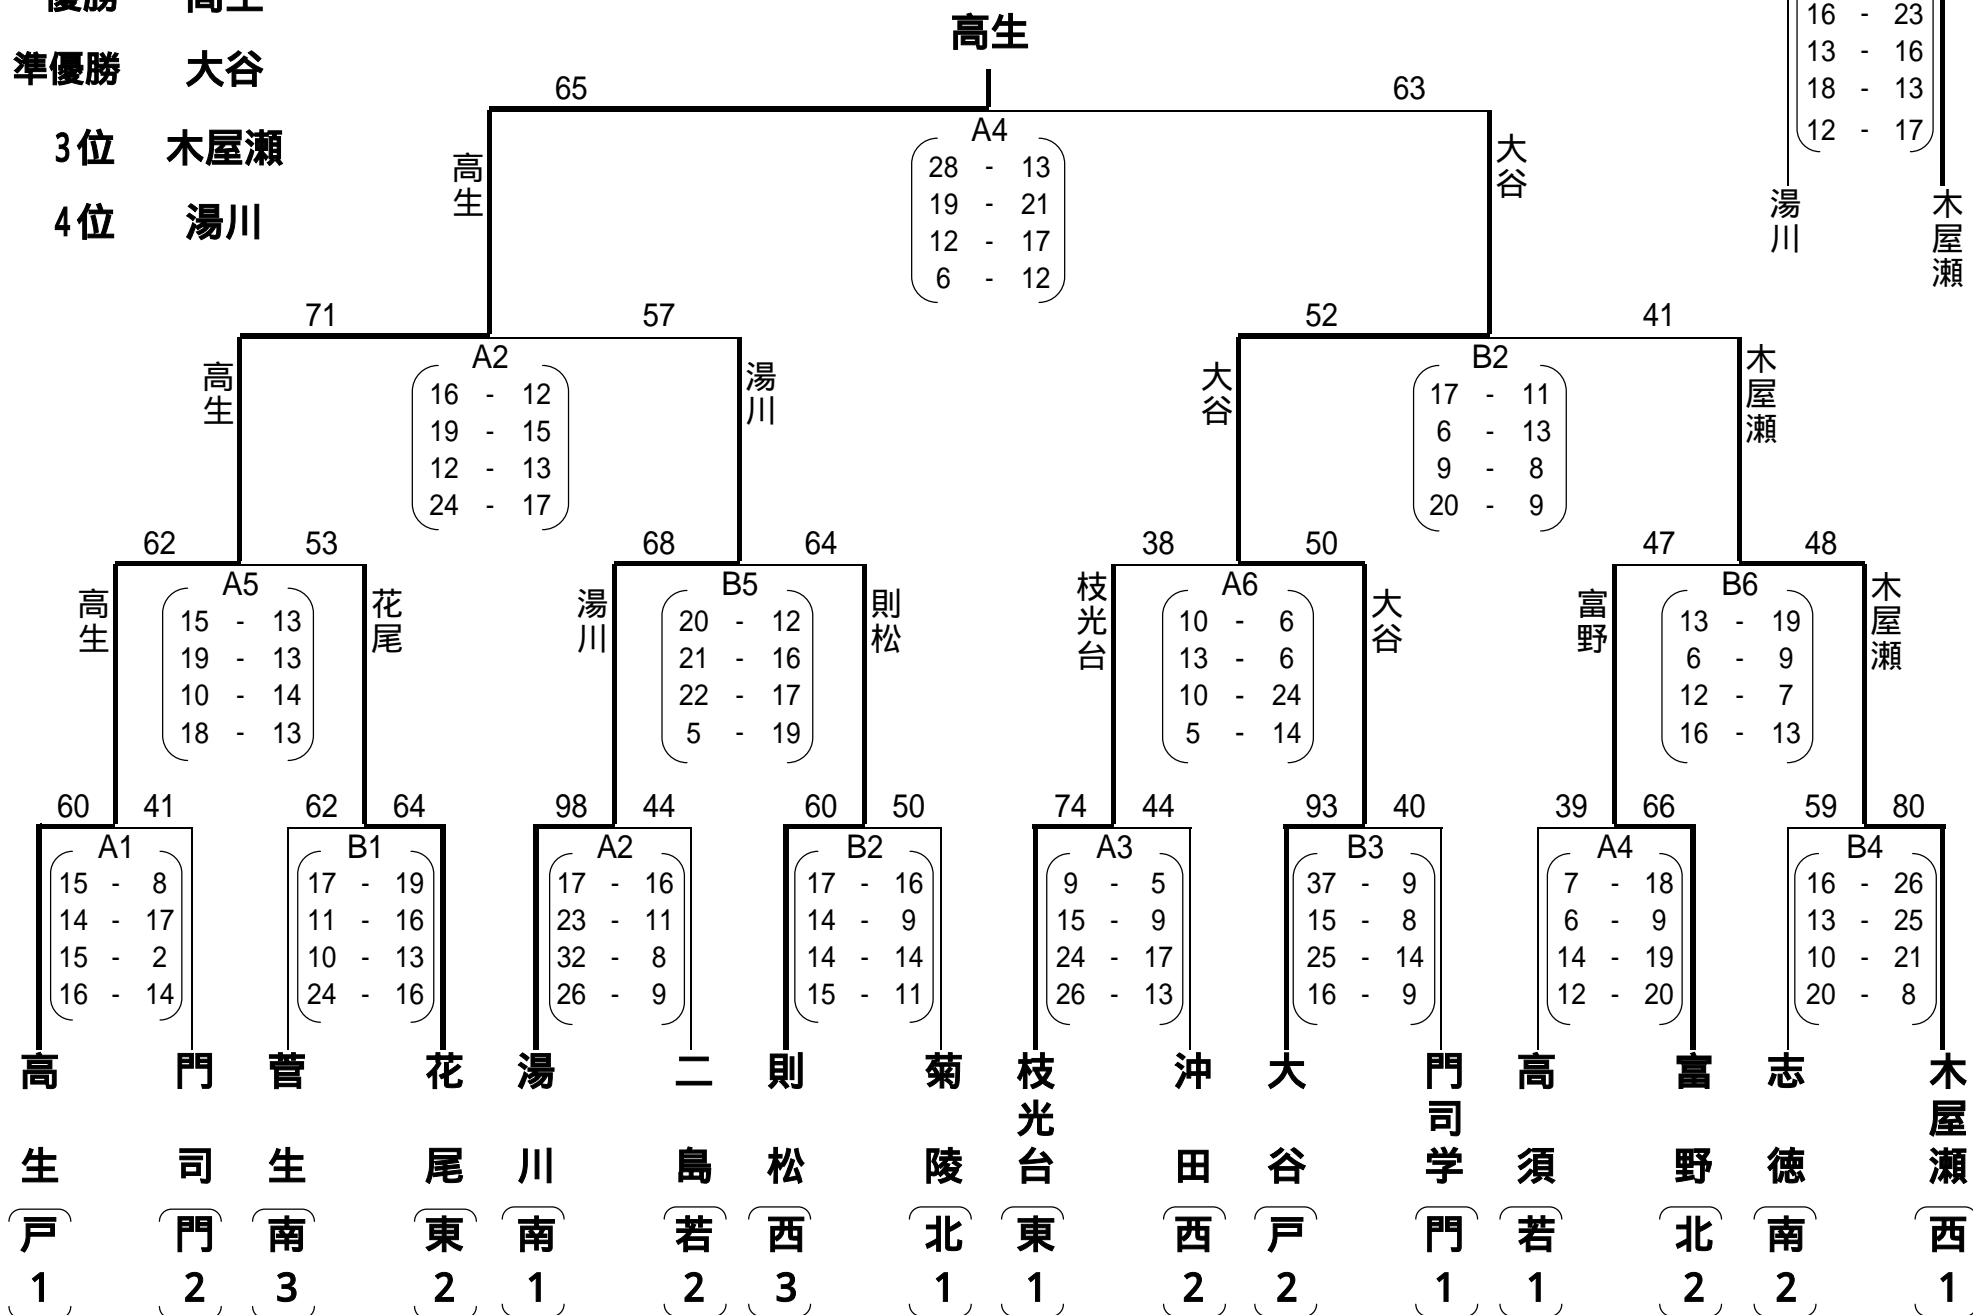 優勝 高生
準優勝 大谷
3位 木屋瀬
4位 湯川
16 - 23
13 - 16
18 - 13
12 - 17
湯川
木屋瀬
高生
65 63
A4
28 - 13
19 - 21
12 - 17
6 - 12
高生
大谷
71 57
A2
16 - 12
19 - 15
12 - 13
24 - 17
高生
湯川
52 41
B2
17 - 11
6 - 13
9 - 8
20 - 9
大谷
木屋瀬
62 53
A5
15 - 13
19 - 13
10 - 14
18 - 13
高生
花尾
68 64
B5
20 - 12
21 - 16
22 - 17
5 - 19
湯川
則松
38 50
A6
10 - 6
13 - 6
10 - 24
5 - 14
枝光台
大谷
47 48
B6
13 - 19
6 - 9
12 - 7
16 - 13
富野
木屋瀬
60 41
A1
15 - 8
14 - 17
15 - 2
16 - 14
62 64
B1
17 - 19
11 - 16
10 - 13
24 - 16
98 44
A2
17 - 16
23 - 11
32 - 8
26 - 9
60 50
B2
17 - 16
14 - 9
14 - 14
15 - 11
74 44
A3
9 - 5
15 - 9
24 - 17
26 - 13
93 40
B3
37 - 9
15 - 8
25 - 14
16 - 9
39 66
A4
7 - 18
6 - 9
14 - 19
12 - 20
59 80
B4
16 - 26
13 - 25
10 - 21
20 - 8
高生
戸1
門司
門2
菅生
南3
花尾
東2
湯川
南1
二島
若2
則松
西3
菊陵
北1
枝光台
東1
沖田
西2
大谷
戸2
門司学
門1
高須
若1
富野
北2
志徳
南2
木屋瀬
西1